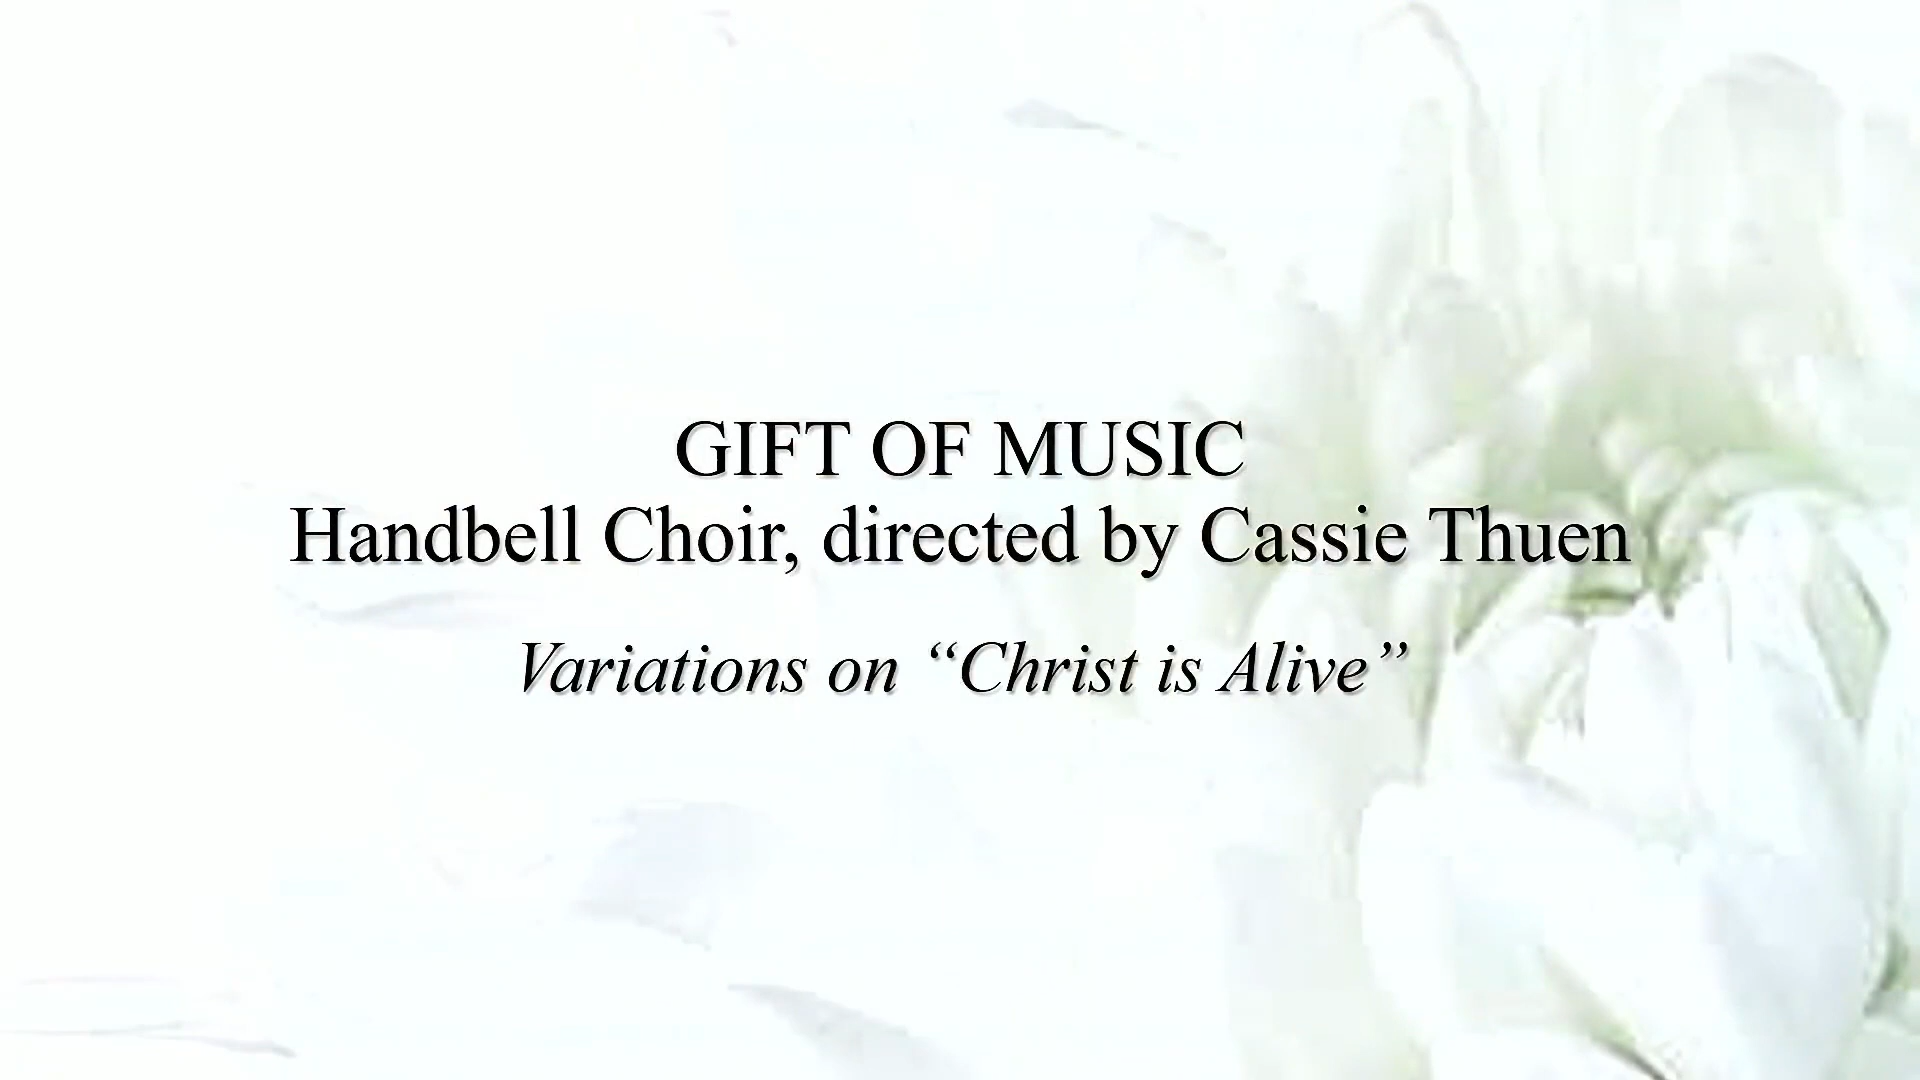 GIFT OF MUSIC
Handbell Choir, directed by Cassie Thuen
Variations on “Christ is Alive”